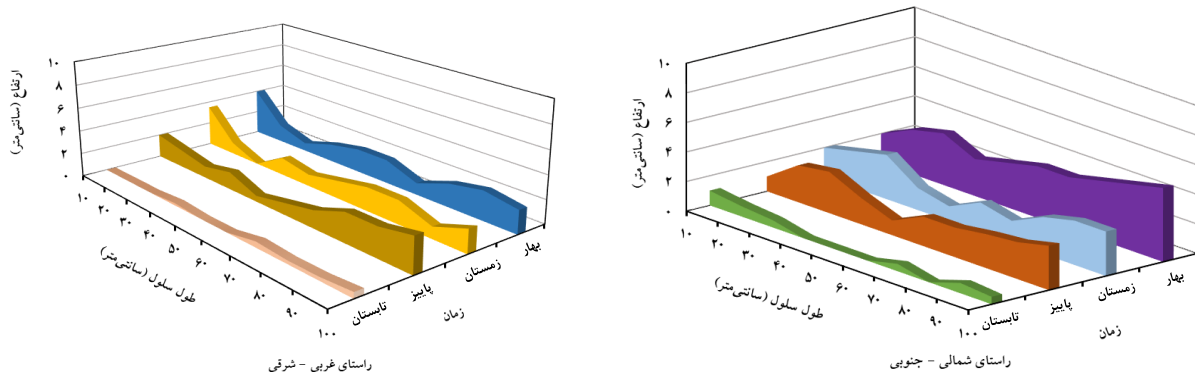 ارتفاع (سانتی‌متر)
۱۰
۸
۶
۴
۲
۰
۱۰
۲۰
۳۰
۴۰
۵۰
۶۰
۷۰
۸۰
۹۰
۱۰۰
طول سلول (سانتی‌متر)
تابستان
پاییز
زمستان
بهار
زمان
راستای غربی - شرقی
ارتفاع (سانتی‌متر)
۱۰
۸
۶
۴
۲
۰
۱۰
۲۰
۳۰
۴۰
۵۰
۶۰
۷۰
۸۰
۹۰
۱۰۰
طول سلول (سانتی‌متر)
تابستان
پاییز
زمستان
بهار
زمان
راستای شمالی - جنوبی